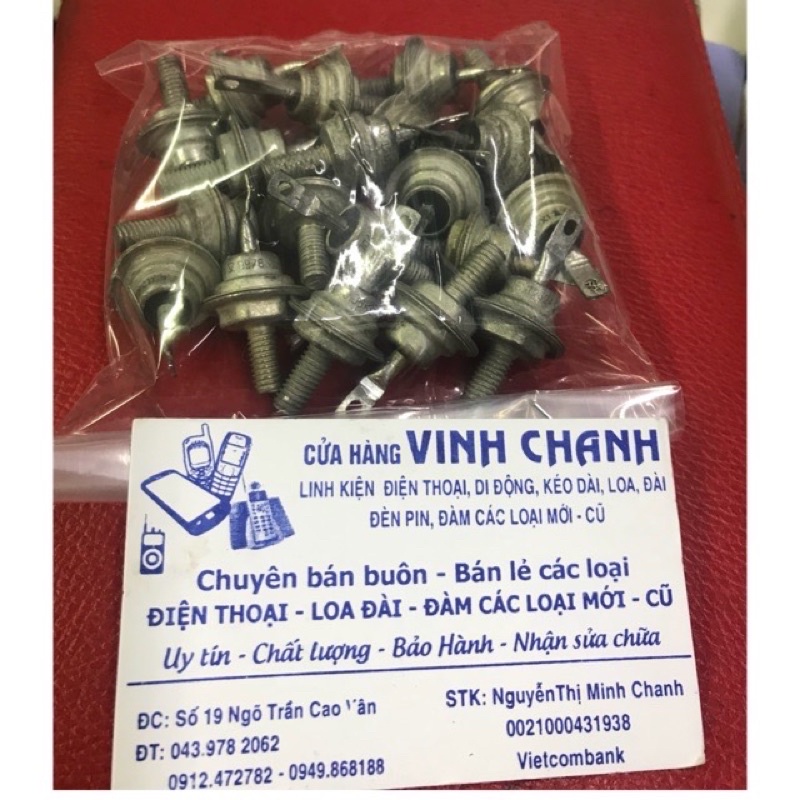 CỬA HÀNG VINH CHANH
LINH KIỆN ĐIỆN THOẠI, DI ĐỘNG, KÉO DÀI, LOA, ĐÀI
ĐÈN PIN, ĐÀM CÁC LOẠI MỚI - CŨ
Chuyên bán buôn - Bán lẻ các loại
ĐIỆN THOẠI - LOA ĐÀI - ĐÀM CÁC LOẠI MỚI - CŨ
Uy tín - Chất lượng - Bảo Hành - Nhận sửa chữa
ĐC: Số 19 Ngõ Trần Cao Vân
ĐT: 043.978 2062
0912.472782 - 0949.868188
STK: NguyễnThị Minh Chanh
0021000431938
Vietcombank